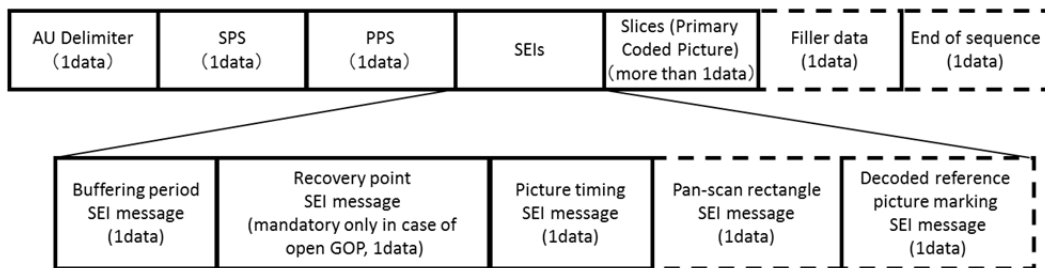 AU Delimiter
（1data）
SPS
（1data）
PPS
（1data）
SEIs
Slices (Primary
Coded Picture)
（more than 1data）
Filler data
(1data)
End of sequence
(1data)
Buffering period
SEI message
(1data)
Recovery point
SEI message
(mandatory only in case of
open GOP, 1data)
Picture timing
SEI message
(1data)
Pan-scan rectangle
SEI message
(1data)
Decoded reference
picture marking
SEI message
(1data)